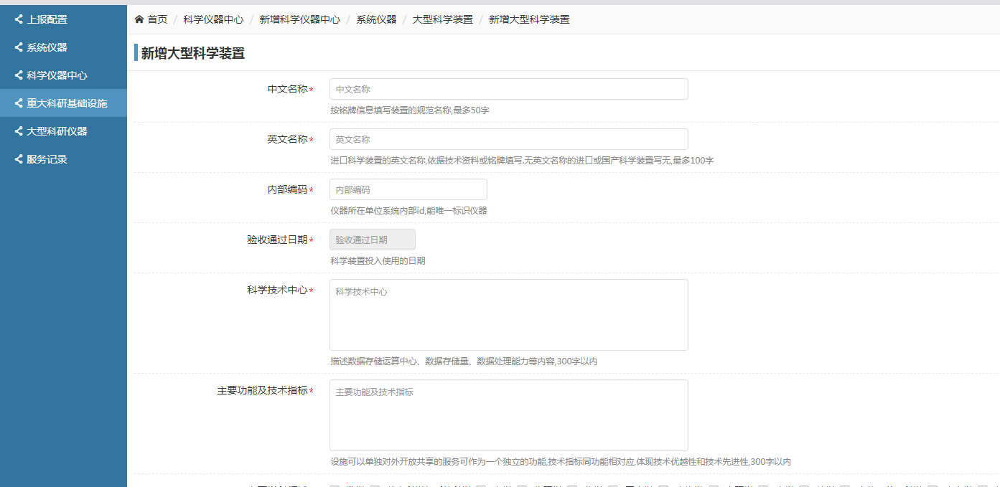 上报配置
系统仪器
科学仪器中心
重大科研基础设施
大型科研仪器
服务记录
首页 / 科学仪器中心 / 新增科学仪器中心 / 系统仪器 / 大型科学装置 / 新增大型科学装置
新增大型科学装置
中文名称*
中文名称
按铭牌信息填写装置的规范名称,最多50字
英文名称*
英文名称
进口科学装置的英文名称,依据技术资料或铭牌填写.无英文名称的进口或国产科学装置写无,最多100字
内部编码*
内部编码
仪器所在单位系统内部id,能唯一标识仪器
验收通过日期*
验收通过日期
科学装置投入使用的日期
科学技术中心*
科学技术中心
描述数据存储运算中心、数据存储量、数据处理能力等内容,300字以内
主要功能及技术指标*
主要功能及技术指标
设施可以单独对外开放共享的服务可作为一个独立的功能,技术指标同功能相对应,体现技术优越性和技术先进性,300字以内